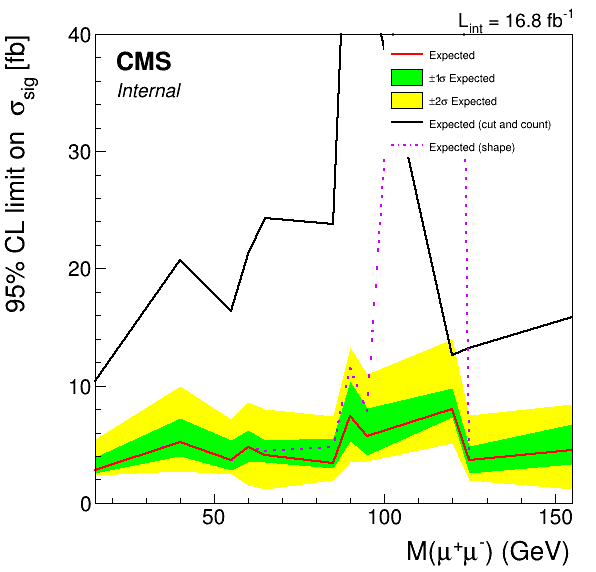 L_int = 16.8 fb⁻¹
95% CL limit on σ_sig [fb]
CMS
Internal
Expected
±1σ Expected
±2σ Expected
Expected (cut and count)
Expected (shape)
40
30
20
10
0
50
100
150
M(μ⁺μ⁻) (GeV)